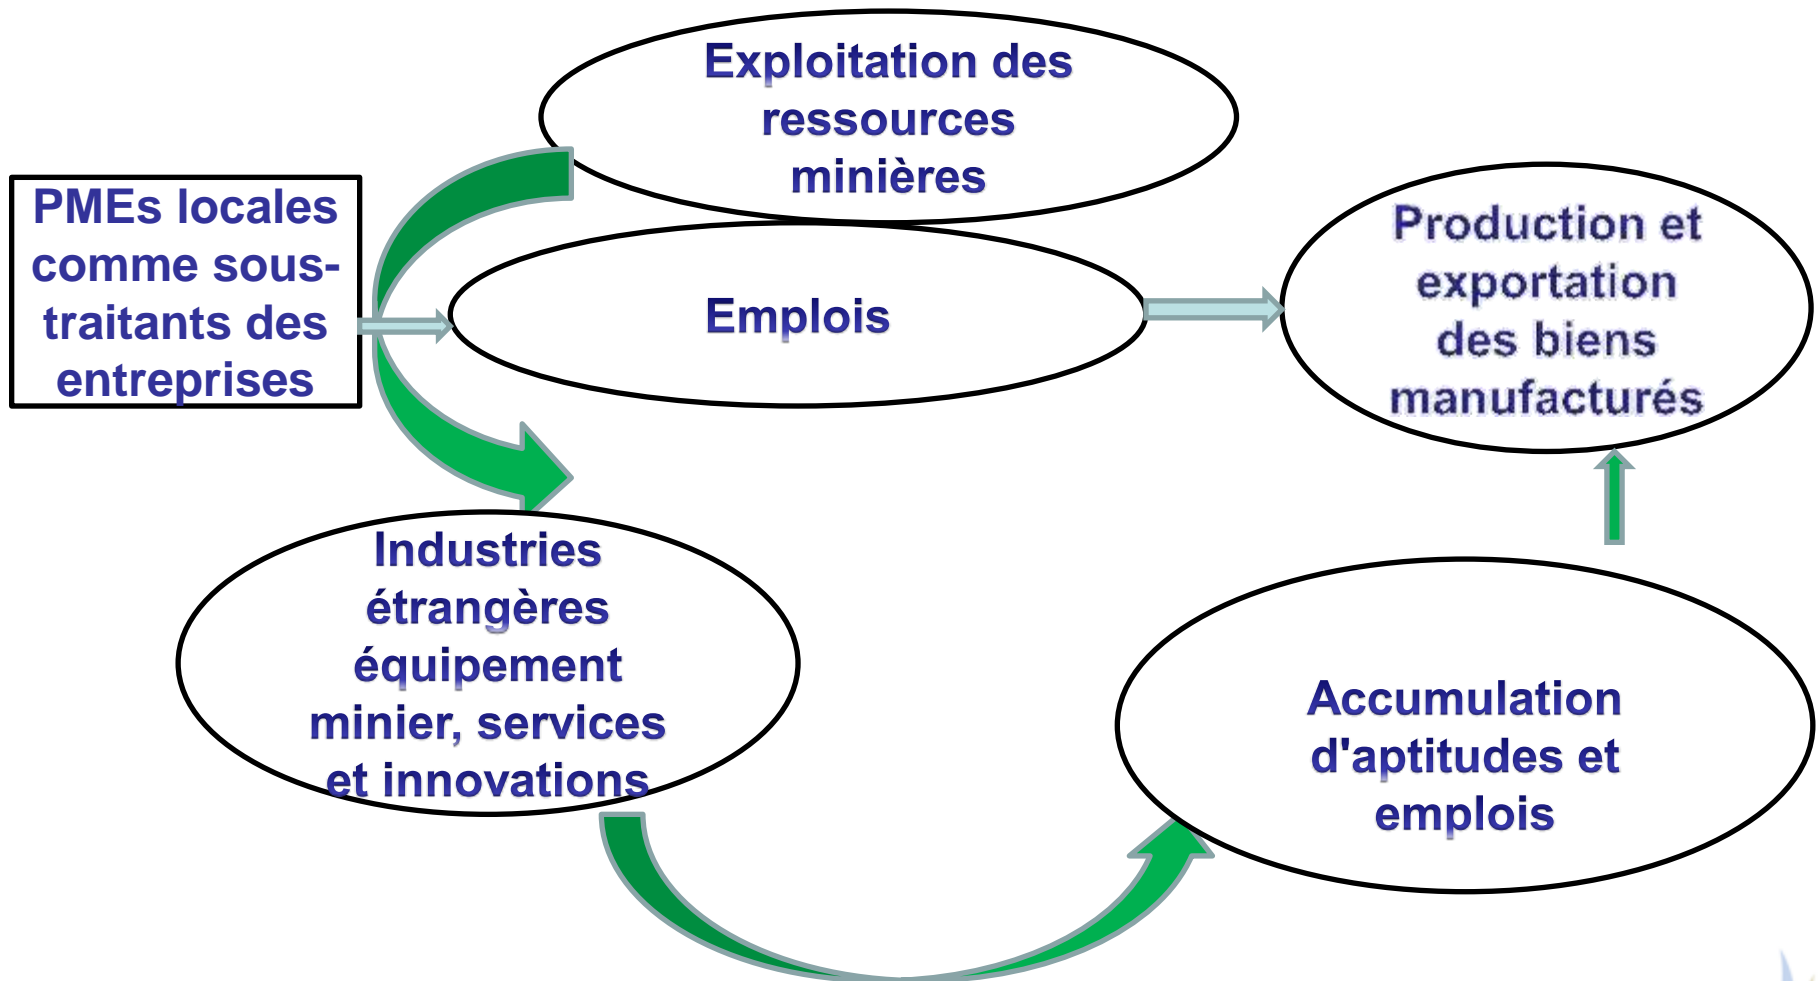 Exploitation des
ressources
minières
PMEs locales
comme sous-
traitants des
entreprises
Emplois
Production et
exportation
des biens
manufacturés
Industries
étrangères
équipement
minier, services
et innovations
Accumulation
d'aptitudes et
emplois